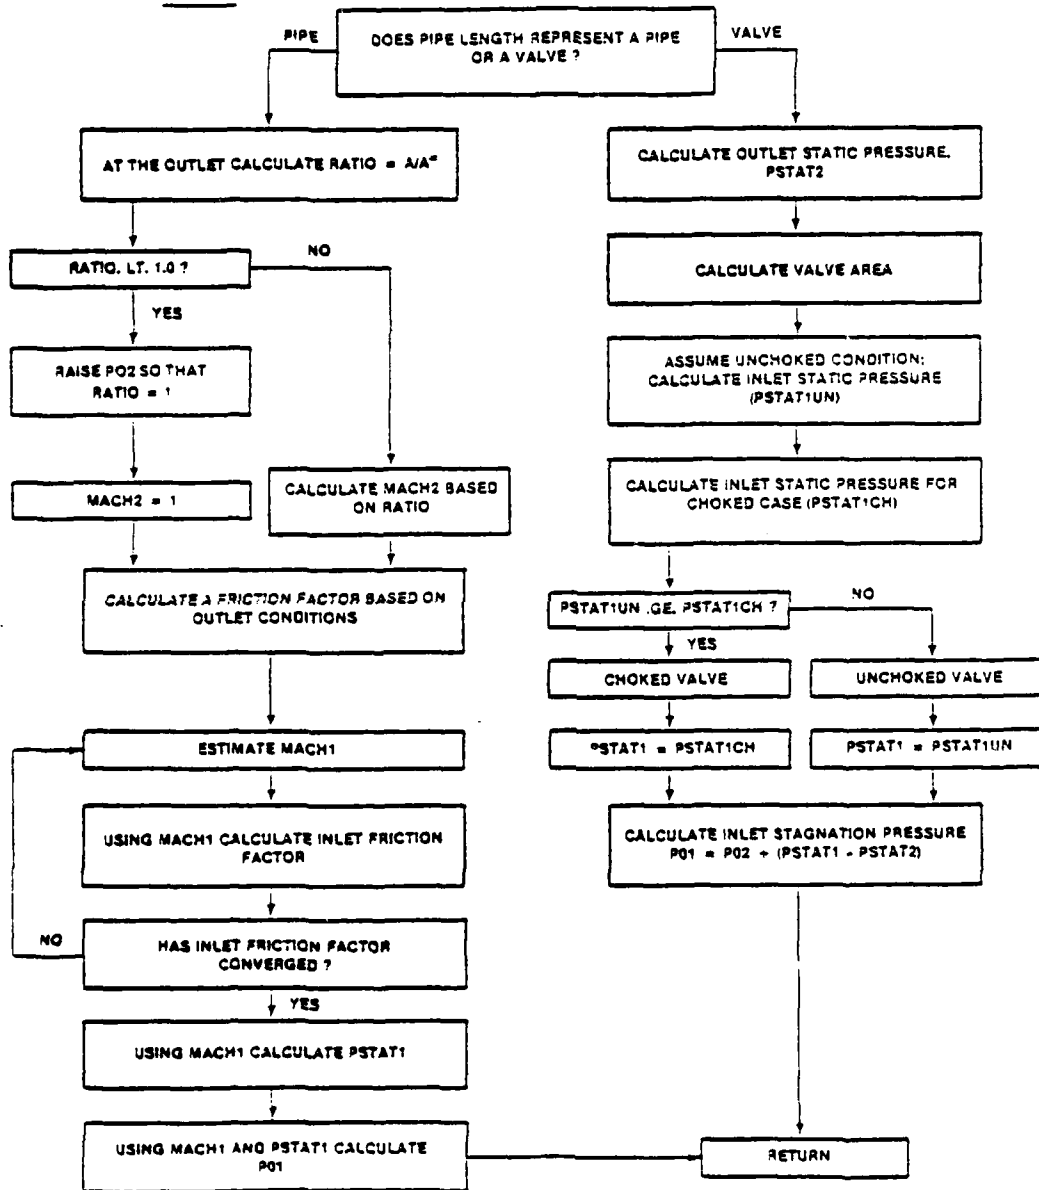 DOES PIPE LENGTH REPRESENT A PIPE
OR A VALVE ?
PIPE
VALVE
AT THE OUTLET CALCULATE RATIO = A/A*
RATIO. LT. 1.0 ?
NO
YES
RAISE PO2 SO THAT
RATIO = 1
MACH2 = 1
CALCULATE MACH2 BASED
ON RATIO
CALCULATE A FRICTION FACTOR BASED ON
OUTLET CONDITIONS
ESTIMATE MACH1
USING MACH1 CALCULATE INLET FRICTION
FACTOR
HAS INLET FRICTION FACTOR
CONVERGED ?
NO
YES
USING MACH1 CALCULATE PSTAT1
USING MACH1 AND PSTAT1 CALCULATE
P01
CALCULATE OUTLET STATIC PRESSURE.
PSTAT2
CALCULATE VALVE AREA
ASSUME UNCHOKED CONDITION:
CALCULATE INLET STATIC PRESSURE
(PSTAT1UN)
CALCULATE INLET STATIC PRESSURE FOR
CHOKED CASE (PSTAT1CH)
PSTAT1UN .GE. PSTAT1CH ?
NO
YES
CHOKED VALVE
UNCHOKED VALVE
PSTAT1 = PSTAT1CH
PSTAT1 = PSTAT1UN
CALCULATE INLET STAGNATION PRESSURE
P01 = P02 + (PSTAT1 - PSTAT2)
RETURN